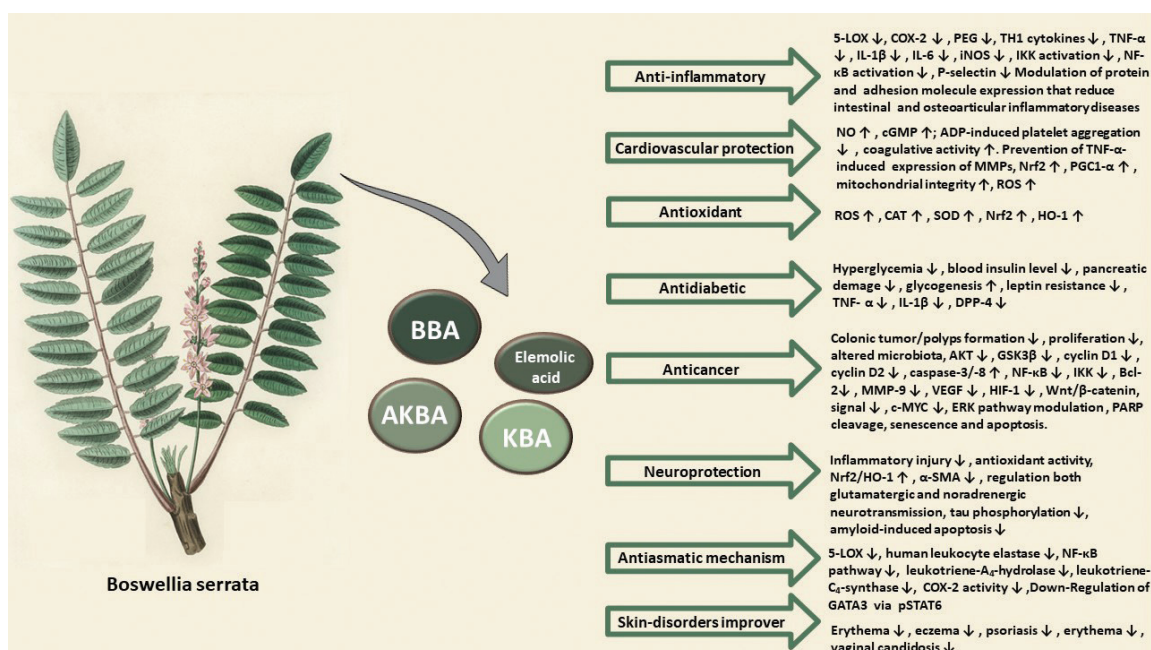 Boswellia serrata
BBA
Elemolic
acid
AKBA
KBA
Anti-inflammatory
5-LOX ↓, COX-2 ↓ , PEG ↓, TH1 cytokines ↓ , TNF-α
↓ , IL-1β ↓ , IL-6 ↓ , iNOS ↓ , IKK activation ↓ , NF-
κB activation ↓ , P-selectin ↓ Modulation of protein
and adhesion molecule expression that reduce
intestinal and osteoarticular inflammatory diseases
Cardiovascular protection
NO ↑ , cGMP ↑; ADP-induced platelet aggregation
↓ , coagulative activity ↑. Prevention of TNF-α-
induced expression of MMPs, Nrf2 ↑ , PGC1-α ↑ ,
mitochondrial integrity ↑, ROS ↑
Antioxidant
ROS ↑ , CAT ↑ , SOD ↑ , Nrf2 ↑ , HO-1 ↑
Antidiabetic
Hyperglycemia ↓ , blood insulin level ↓ , pancreatic
demage ↓, glycogenesis ↑ , leptin resistance ↓ ,
TNF- α ↓ , IL-1β ↓ , DPP-4 ↓
Anticancer
Colonic tumor/polyps formation ↓ , proliferation ↓,
altered microbiota, AKT ↓ , GSK3β ↓ , cyclin D1 ↓ ,
cyclin D2 ↓ , caspase-3/-8 ↑ , NF-κB ↓ , IKK ↓ , Bcl-
2↓ , MMP-9 ↓ , VEGF ↓ , HIF-1 ↓ , Wnt/β-catenin,
signal ↓ , c-MYC ↓, ERK pathway modulation , PARP
cleavage, senescence and apoptosis.
Neuroprotection
Inflammatory injury ↓ , antioxidant activity,
Nrf2/HO-1 ↑ , α-SMA ↓ , regulation both
glutamatergic and noradrenergic
neurotransmission, tau phosphorylation ↓,
amyloid-induced apoptosis ↓
Antiasmatic mechanism
5-LOX ↓, human leukocyte elastase ↓, NF-κB
pathway ↓, leukotriene-A₄-hydrolase ↓, leukotriene-
C₄-synthase ↓, COX-2 activity ↓ ,Down-Regulation of
GATA3 via pSTAT6
Skin-disorders improver
Erythema ↓ , eczema ↓ , psoriasis ↓ , erythema ↓ ,
vaginal candidosis ↓